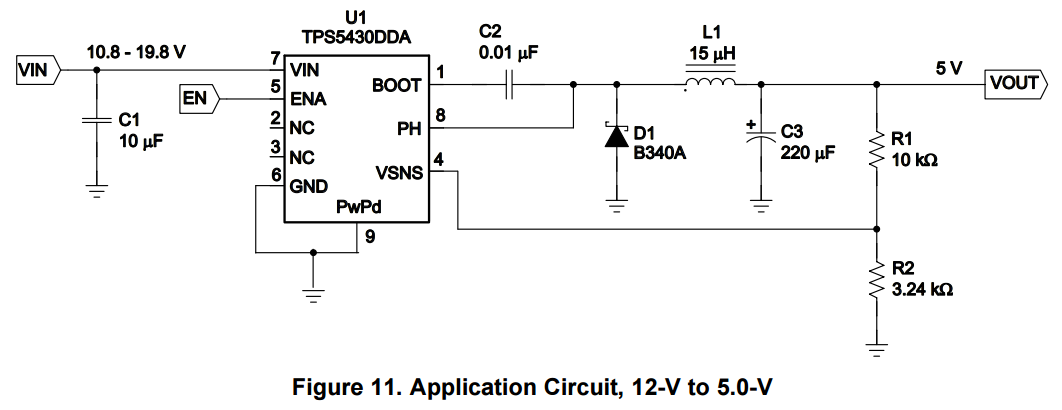 U1
TPS5430DDA
VIN
10.8 - 19.8 V
7
VIN
EN
5
ENA
2
NC
3
NC
6
GND
PwPd
9
BOOT
1
PH
8
VSNS
4
C1
10 µF
C2
0.01 µF
D1
B340A
L1
15 µH
+
C3
220 µF
5 V
VOUT
R1
10 kΩ
R2
3.24 kΩ
Figure 11. Application Circuit, 12-V to 5.0-V